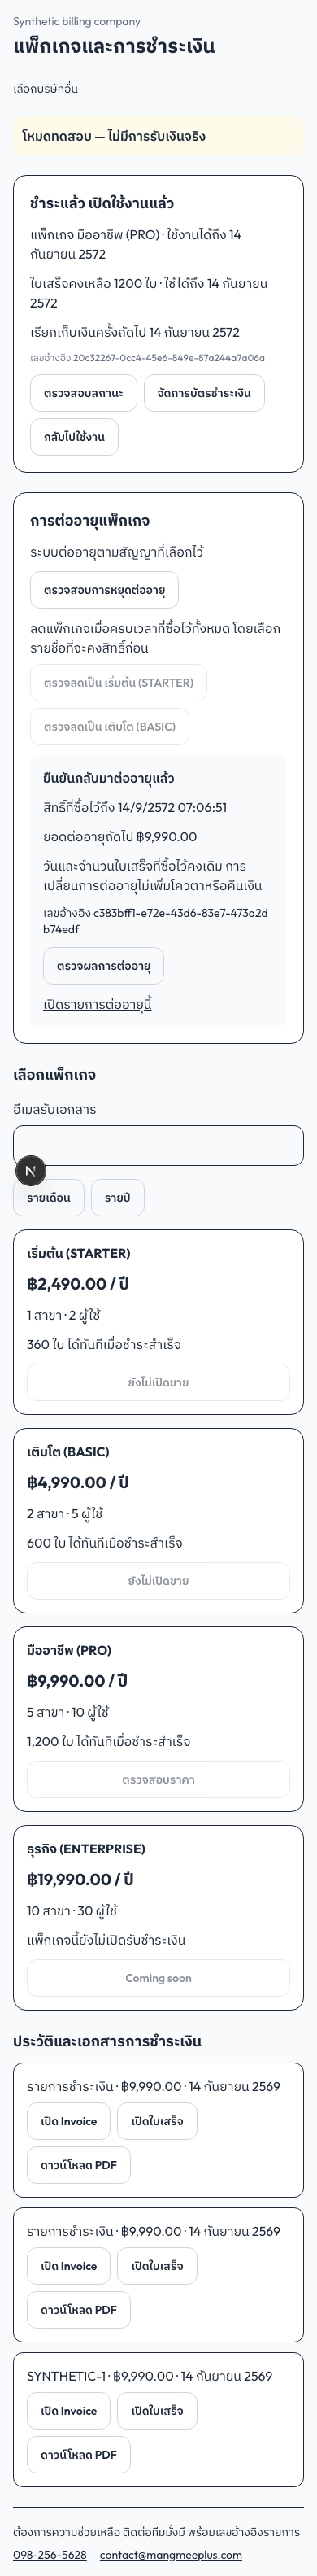 Synthetic billing company
แพ็กเกจและการชำระเงิน
เลือกบริษัทอื่น
โหมดทดสอบ — ไม่มีการรับเงินจริง
ชำระแล้ว เปิดใช้งานแล้ว
แพ็กเกจ มืออาชีพ (PRO) · ใช้งานได้ถึง 14
กันยายน 2572
ใบเสร็จคงเหลือ 1200 ใบ · ใช้ได้ถึง 14 กันยายน
2572
เรียกเก็บเงินครั้งถัดไป 14 กันยายน 2572
เลขอ้างอิง 20c32267-0cc4-45e6-849e-87a244a7a06a
ตรวจสอบสถานะ
จัดการบัตรชำระเงิน
กลับไปใช้งาน
การต่ออายุแพ็กเกจ
ระบบต่ออายุตามสัญญาที่เลือกไว้
ตรวจสอบการหยุดต่ออายุ
ลดแพ็กเกจเมื่อครบเวลาที่ซื้อไว้ทั้งหมด โดยเลือก
รายชื่อที่จะคงสิทธิ์ก่อน
ตรวจลดเป็น เริ่มต้น (STARTER)
ตรวจลดเป็น เติบโต (BASIC)
ยืนยันกลับมาต่ออายุแล้ว
สิทธิ์ที่ซื้อไว้ถึง 14/9/2572 07:06:51
ยอดต่ออายุถัดไป ฿9,990.00
วันและจำนวนใบเสร็จที่ซื้อไว้คงเดิม การ
เปลี่ยนการต่ออายุไม่เพิ่มโควตาหรือคืนเงิน
เลขอ้างอิง c383bff1-e72e-43d6-83e7-473a2d
b74edf
ตรวจผลการต่ออายุ
เปิดรายการต่ออายุนี้
เลือกแพ็กเกจ
อีเมลรับเอกสาร
N
รายเดือน
รายปี
เริ่มต้น (STARTER)
฿2,490.00 / ปี
1 สาขา · 2 ผู้ใช้
360 ใบ ได้ทันทีเมื่อชำระสำเร็จ
ยังไม่เปิดขาย
เติบโต (BASIC)
฿4,990.00 / ปี
2 สาขา · 5 ผู้ใช้
600 ใบ ได้ทันทีเมื่อชำระสำเร็จ
ยังไม่เปิดขาย
มืออาชีพ (PRO)
฿9,990.00 / ปี
5 สาขา · 10 ผู้ใช้
1,200 ใบ ได้ทันทีเมื่อชำระสำเร็จ
ตรวจสอบราคา
ธุรกิจ (ENTERPRISE)
฿19,990.00 / ปี
10 สาขา · 30 ผู้ใช้
แพ็กเกจนี้ยังไม่เปิดรับชำระเงิน
Coming soon
ประวัติและเอกสารการชำระเงิน
รายการชำระเงิน · ฿9,990.00 · 14 กันยายน 2569
เปิด Invoice
เปิดใบเสร็จ
ดาวน์โหลด PDF
รายการชำระเงิน · ฿9,990.00 · 14 กันยายน 2569
เปิด Invoice
เปิดใบเสร็จ
ดาวน์โหลด PDF
SYNTHETIC-1 · ฿9,990.00 · 14 กันยายน 2569
เปิด Invoice
เปิดใบเสร็จ
ดาวน์โหลด PDF
ต้องการความช่วยเหลือ ติดต่อทีมมั่งมี พร้อมเลขอ้างอิงรายการ
098-256-5628
contact@mangmeeplus.com